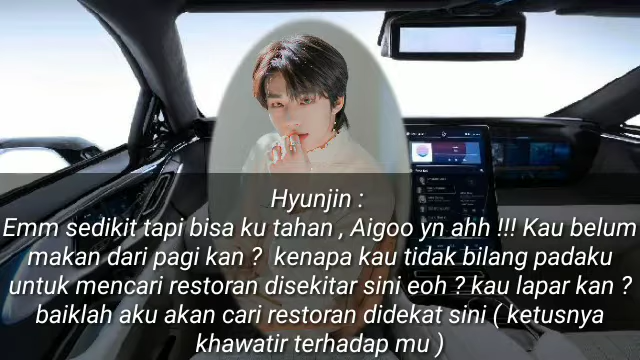 Hyunjin :
Emm sedikit tapi bisa ku tahan , Aigoo yn ahh !!! Kau belum
makan dari pagi kan ?  kenapa kau tidak bilang padaku
untuk mencari restoran disekitar sini eoh ? kau lapar kan ?
baiklah aku akan cari restoran didekat sini ( ketusnya
khawatir terhadap mu )